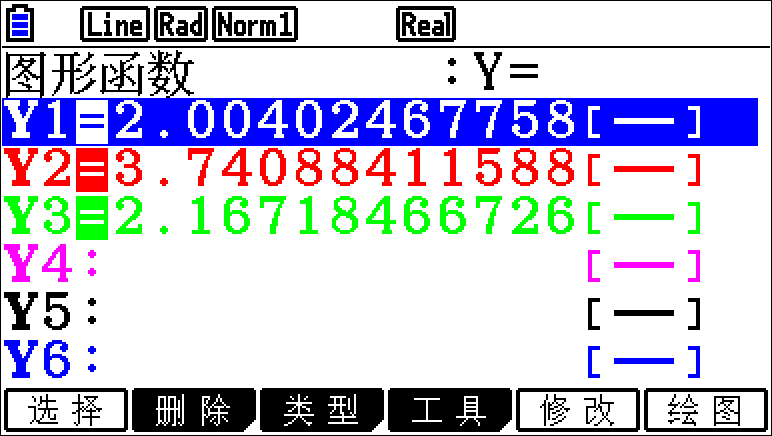 Line Rad Norm1 Real
图形函数 :Y=
Y1=2.00402467758[—]
Y2=3.74088411588[—]
Y3=2.16718466726[—]
Y4: [—]
Y5: [—]
Y6: [—]
选择 删除 类型 工具 修改 绘图